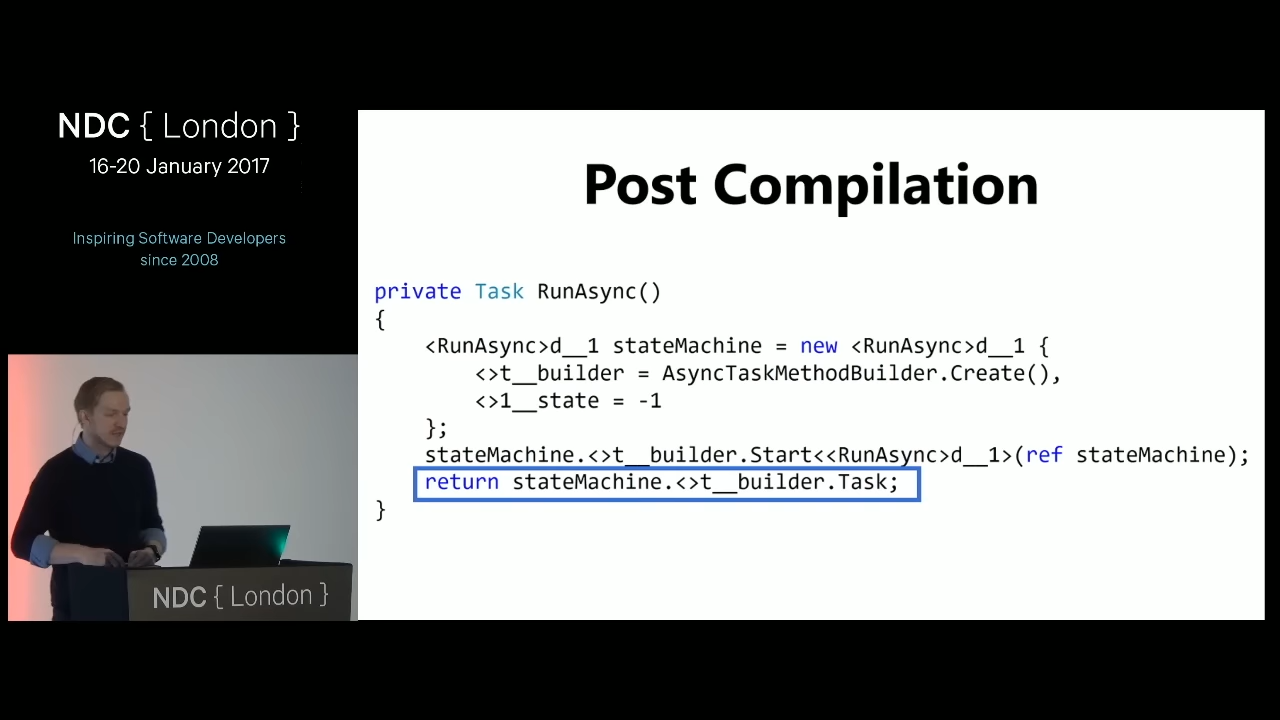 NDC { London }
16-20 January 2017
Inspiring Software Developers
since 2008
Post Compilation
private Task RunAsync()
{
    <RunAsync>d__1 stateMachine = new <RunAsync>d__1 {
        <>t__builder = AsyncTaskMethodBuilder.Create(),
        <>1__state = -1
    };
    stateMachine.<>t__builder.Start<<RunAsync>d__1>(ref stateMachine);
    return stateMachine.<>t__builder.Task;
}
NDC { London }